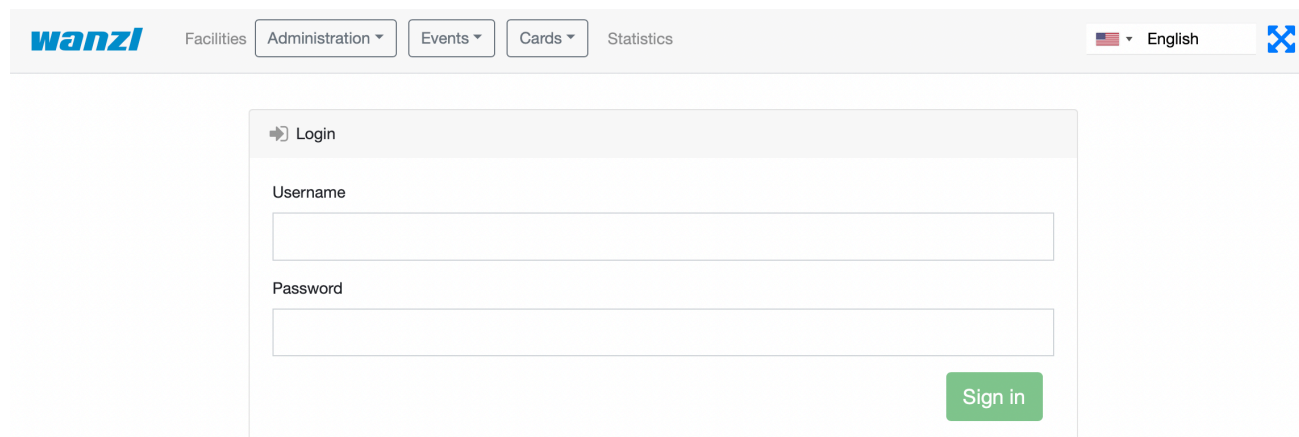 wanzl Facilities Administration Events Cards Statistics English
Login
Username
Password
Sign in